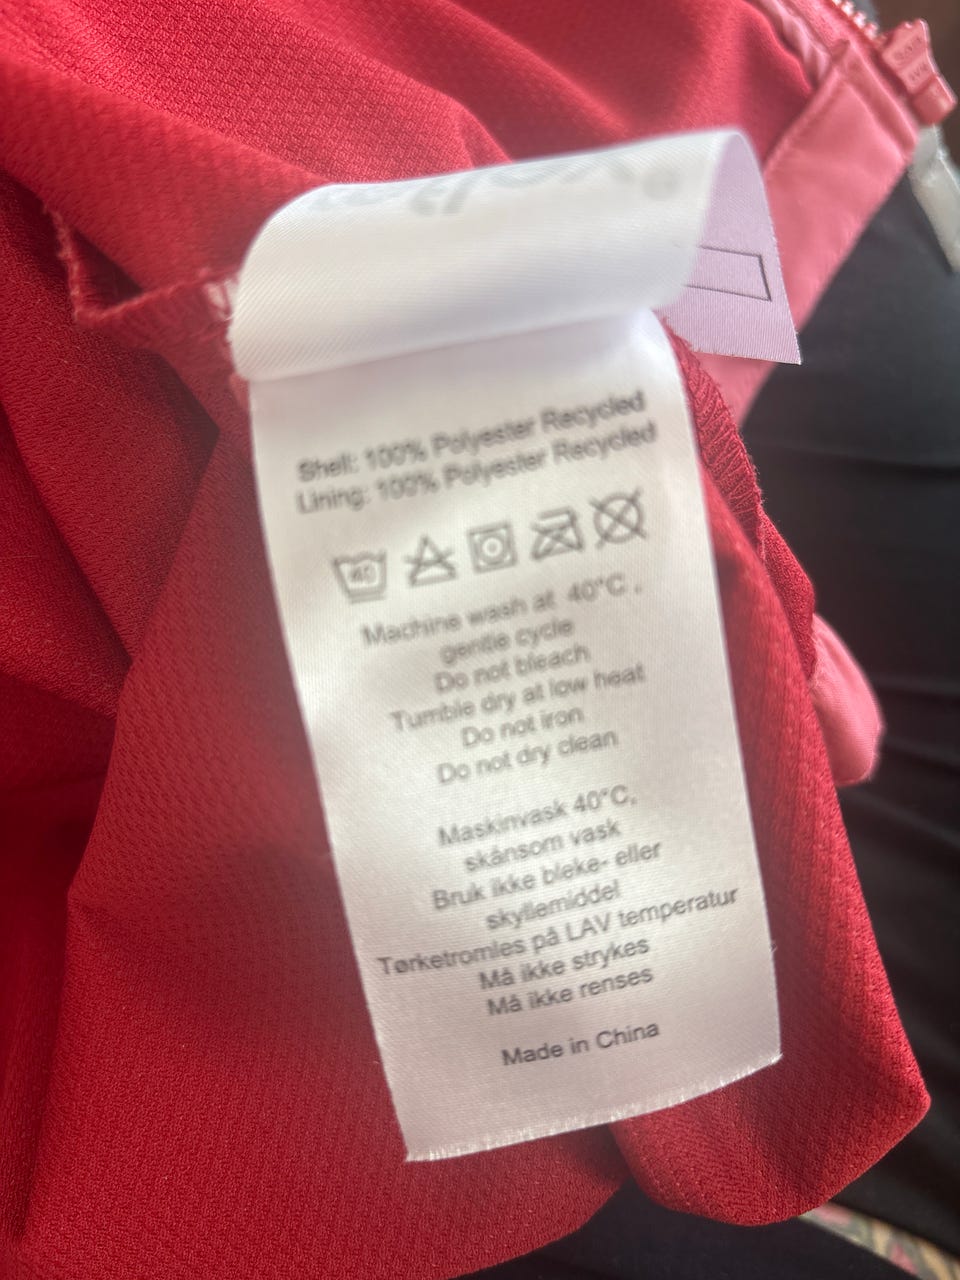 Shell: 100% Polyester Recycled
Lining: 100% Polyester Recycled
40
Machine wash at 40°C,
gentle cycle
Do not bleach
Tumble dry at low heat
Do not iron
Do not dry clean
Maskinvask 40°C,
skånsom vask
Bruk ikke bleke- eller
skyllemiddel
Tørketromles på LAV temperatur
Må ikke strykes
Må ikke renses
Made in China